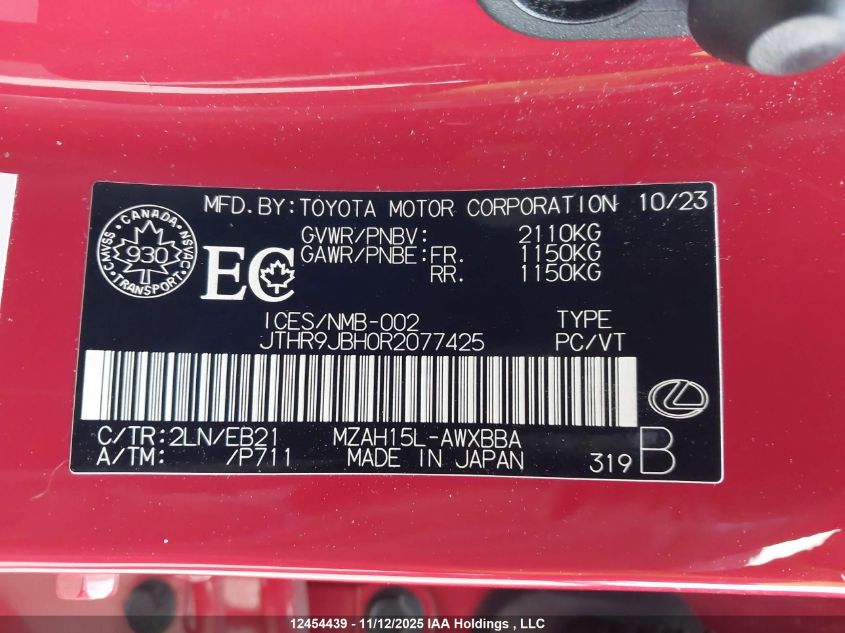 MFD.BY:TOYOTA MOTOR CORPORATION 10/23
CANADA
CMVSS 930 NSVAC
TRANSPORT
EC
GVWR/PNBV: 2110KG
GAWR/PNBE:FR. 1150KG
RR. 1150KG
ICES/NMB-002 TYPE
JTHR9JBH0R2077425 PC/VT
C/TR:2LN/EB21 MZAH15L-AWXBBA
A/TM: /P711 MADE IN JAPAN 319 B
12454439 - 11/12/2025 IAA Holdings , LLC